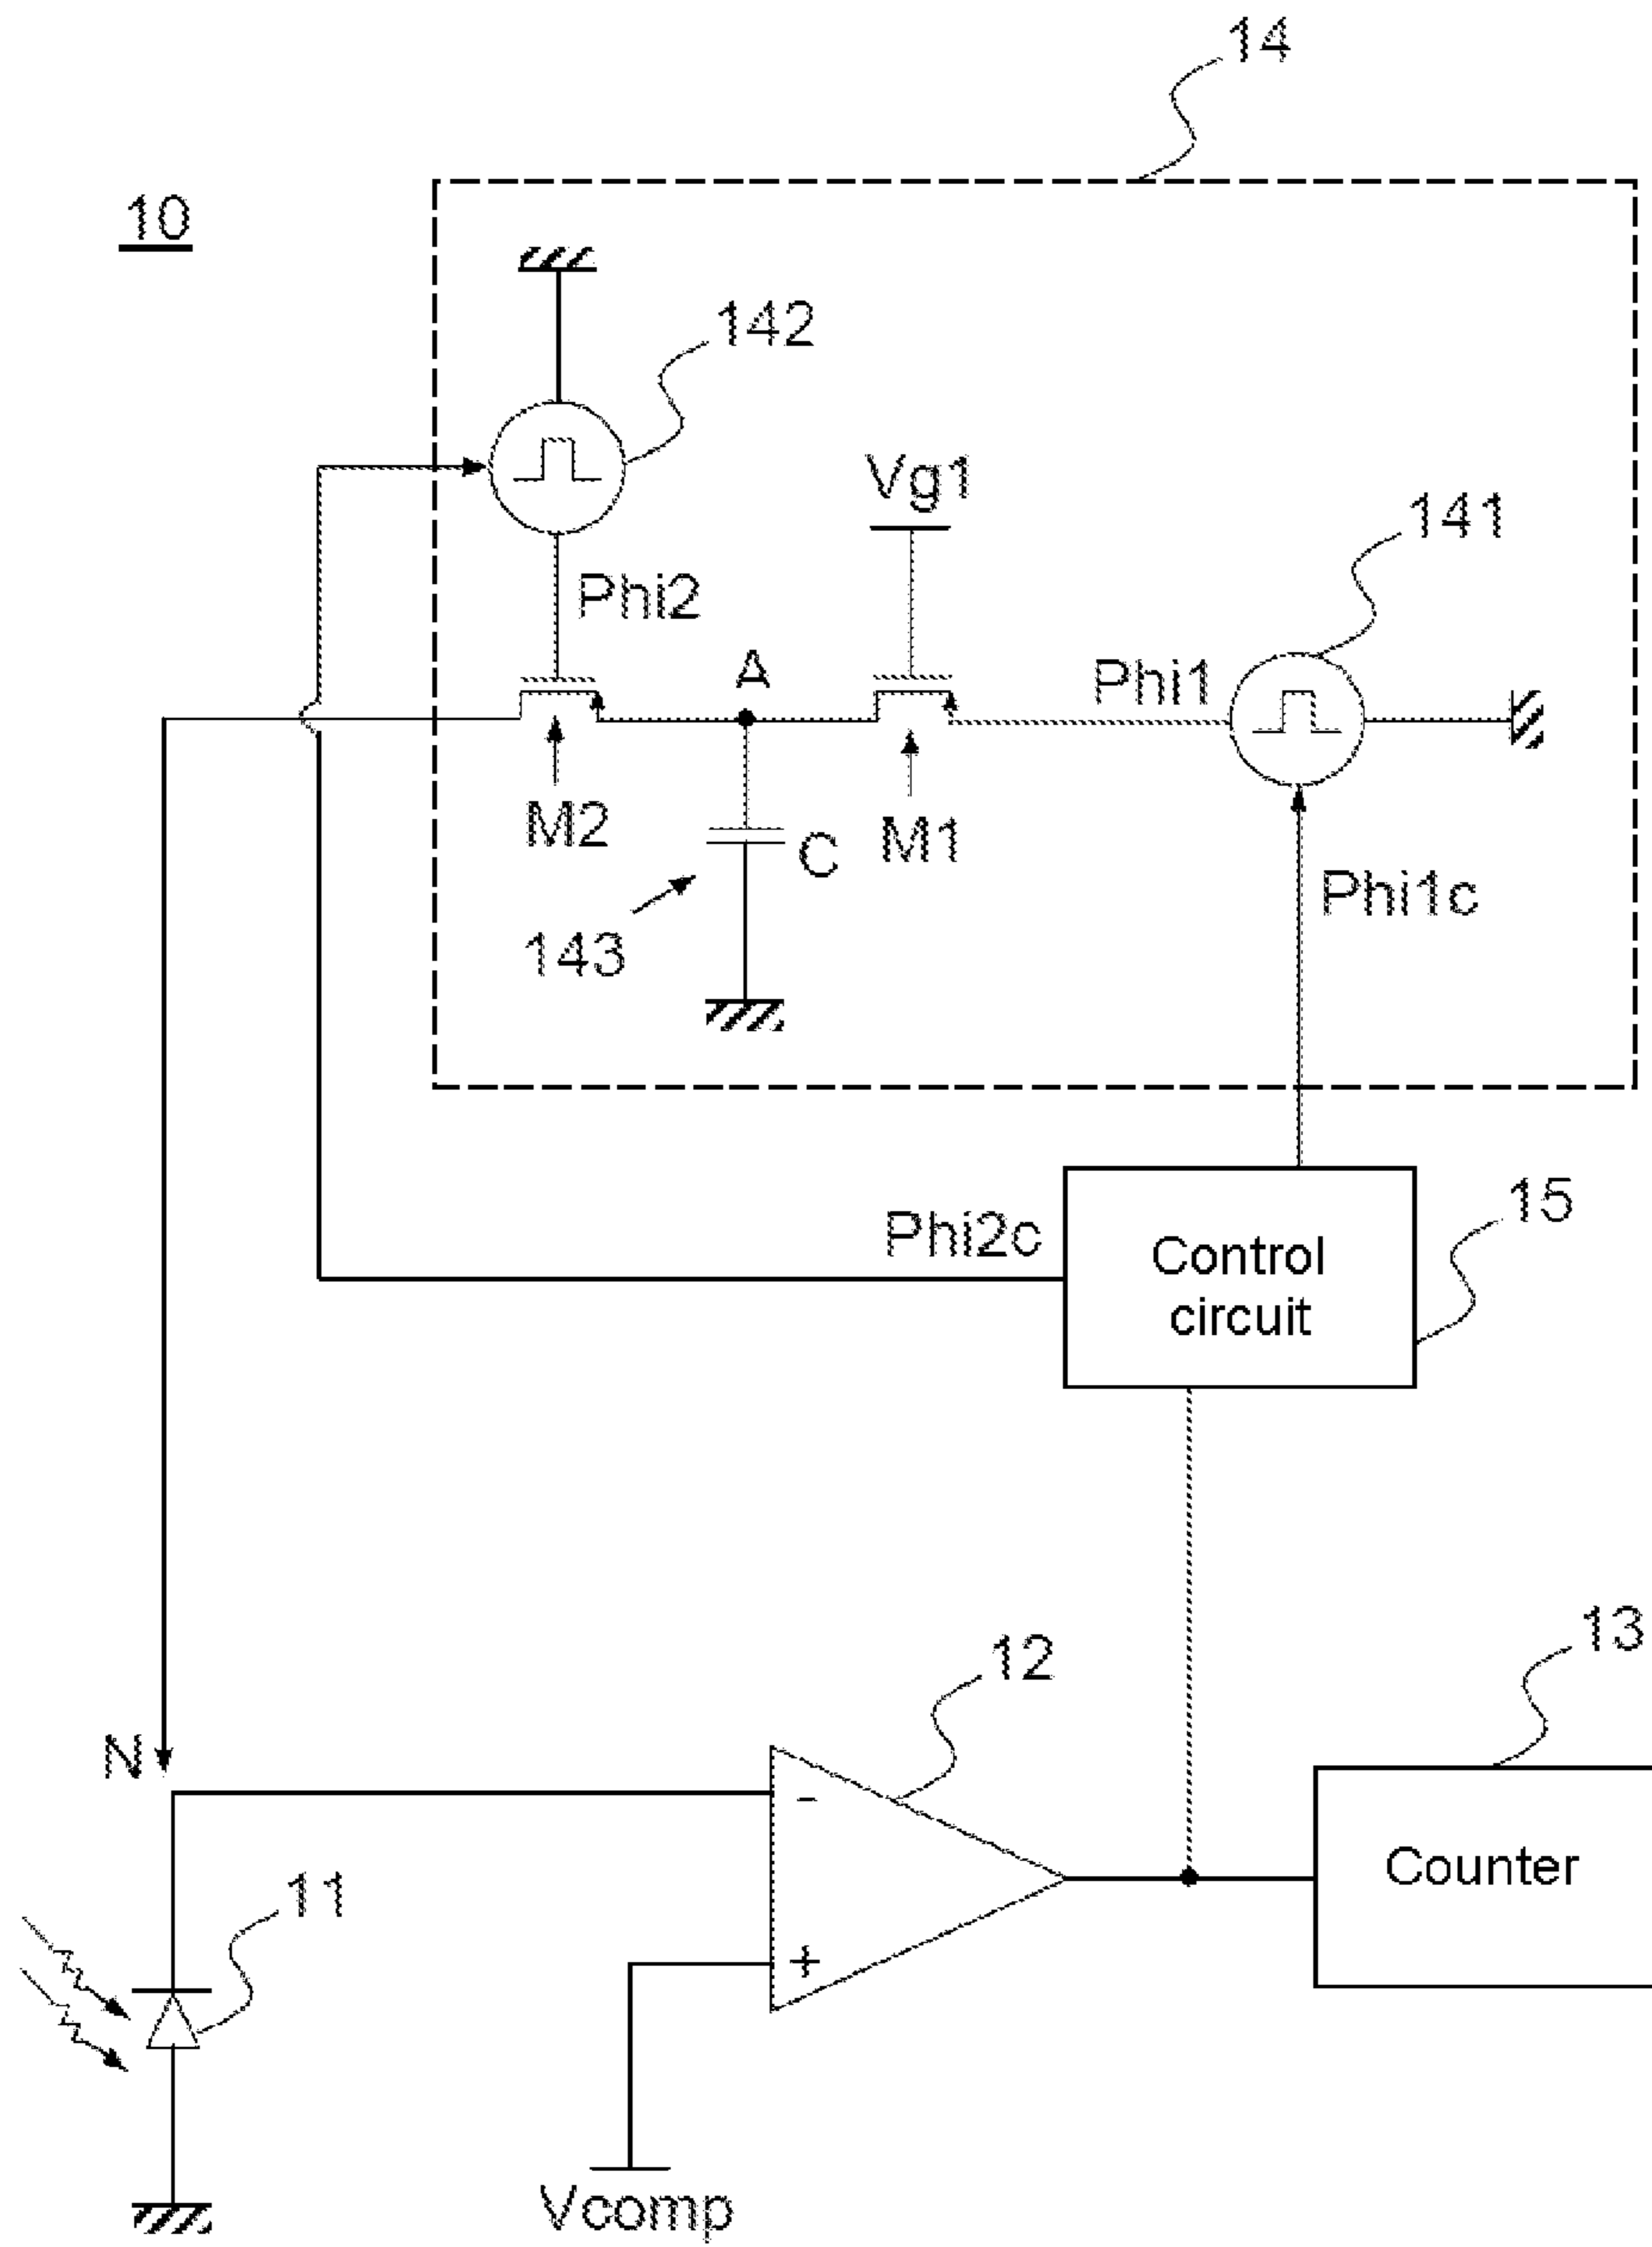 14
10
142
Vg1
141
Phi2
A
Phi1
M2
C
M1
143
Phi1c
Phi2c
Control
circuit
15
N
12
13
-
+
Counter
11
Vcomp